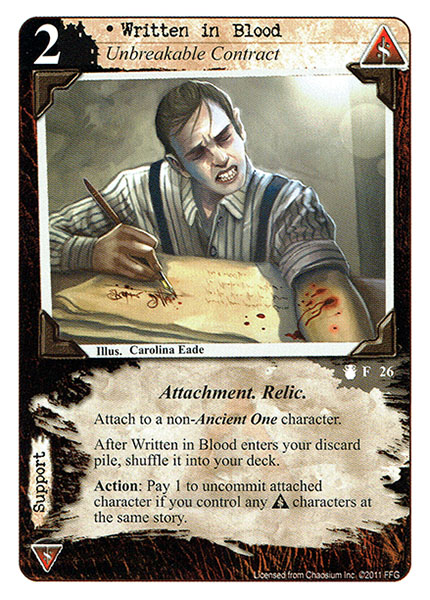 2
• Written in Blood
Unbreakable Contract
Illus. Carolina Eade
F 26
Attachment. Relic.
Attach to a non-Ancient One character.
After Written in Blood enters your discard
pile, shuffle it into your deck.
Action: Pay 1 to uncommit attached
character if you control any characters at
the same story.
Support
Licensed from Chaosium Inc. ©2011 FFG